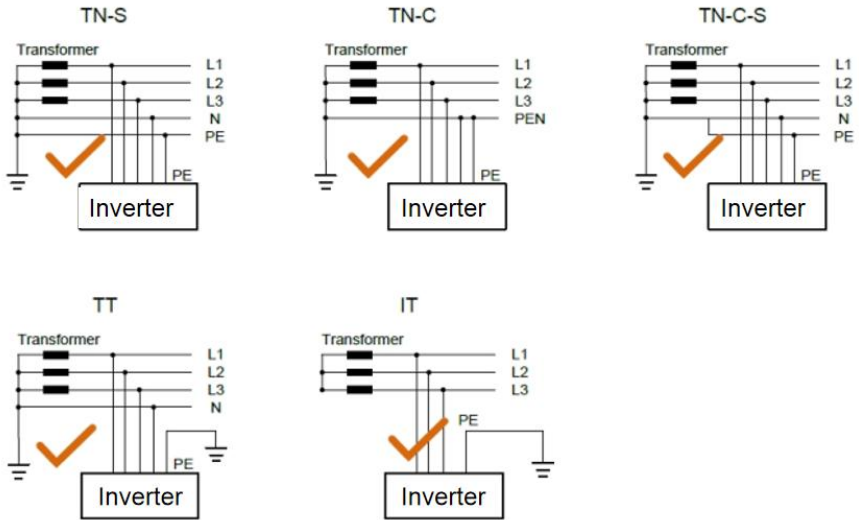 TN-S
TN-C
TN-C-S
Transformer
L1
L2
L3
N
PE
PE
Inverter
Transformer
L1
L2
L3
PEN
PE
Inverter
Transformer
L1
L2
L3
N
PE
PE
Inverter
TT
IT
Transformer
L1
L2
L3
N
PE
Inverter
Transformer
L1
L2
L3
PE
Inverter